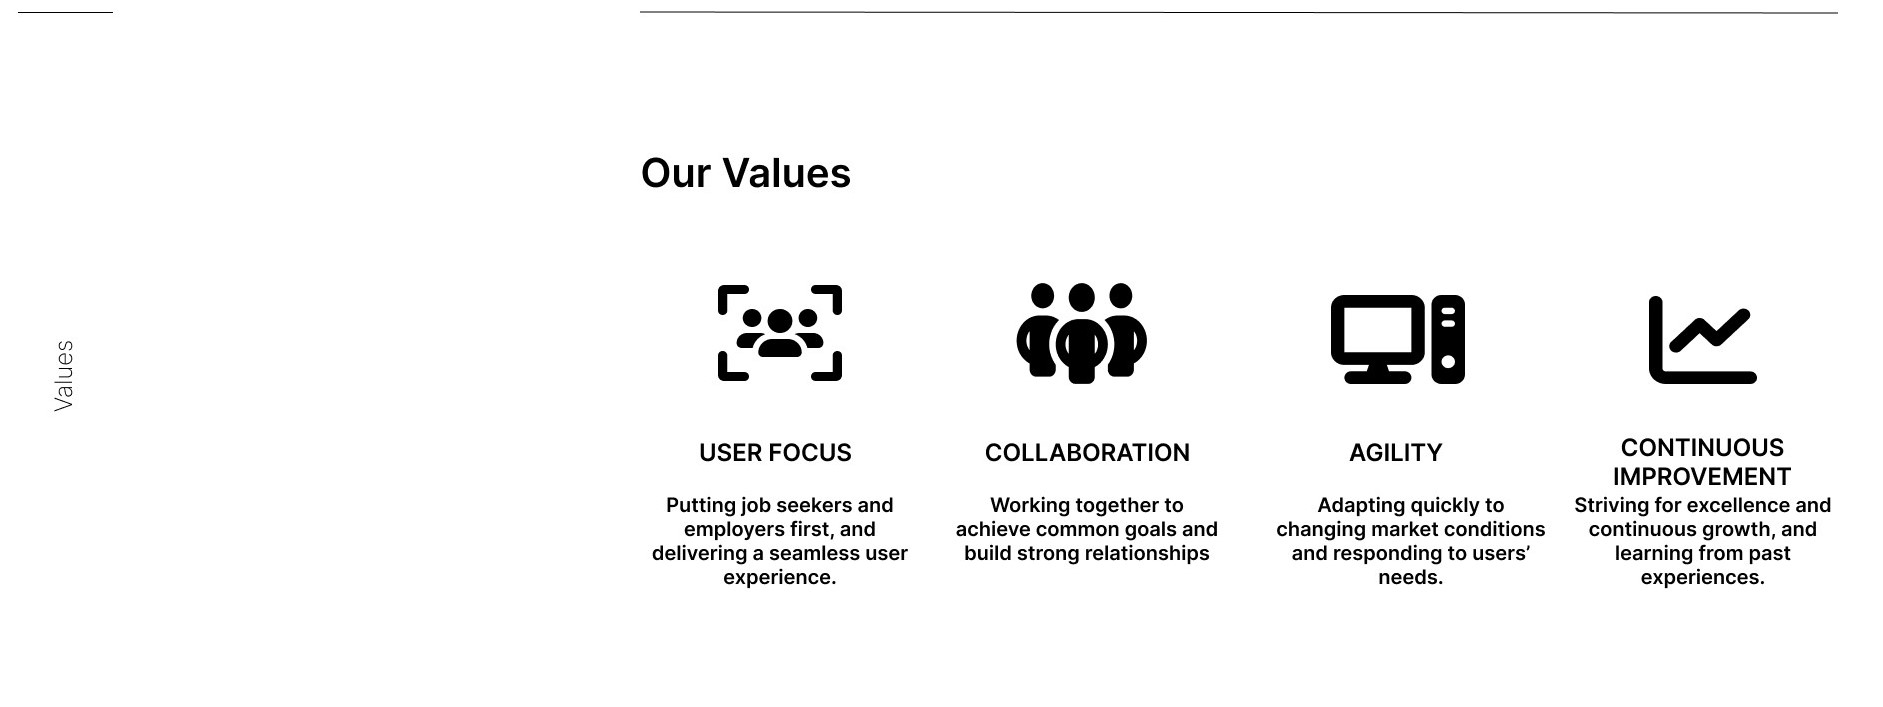 Our Values
Values
USER FOCUS
Putting job seekers and
employers first, and
delivering a seamless user
experience.
COLLABORATION
Working together to
achieve common goals and
build strong relationships
AGILITY
Adapting quickly to
changing market conditions
and responding to users’
needs.
CONTINUOUS
IMPROVEMENT
Striving for excellence and
continuous growth, and
learning from past
experiences.